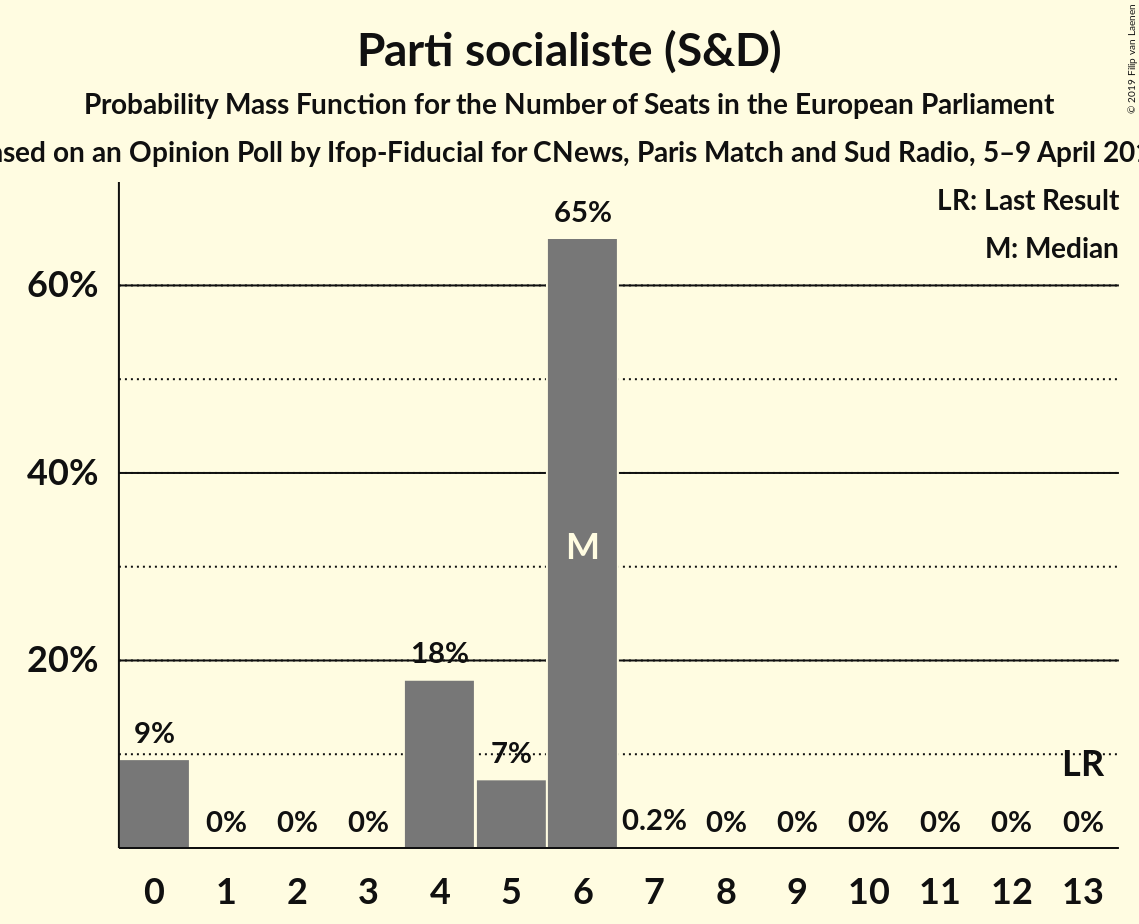 © 2019 Filip van Laenen
Parti socialiste (S&D)
Probability Mass Function for the Number of Seats in the European Parliament
on an Opinion Poll by Ifop-Fiducial for CNews, Paris Match and Sud Radio, 5–9 April
LR: Last Result
M: Median
65%
60%
40%
M
18%
20%
9%
7%
LR
0% 0% 0% 0.2% 0% 0% 0% 0% 0% 0%
0 1 2 3 4 5 6 7 8 9 10 11 12 13